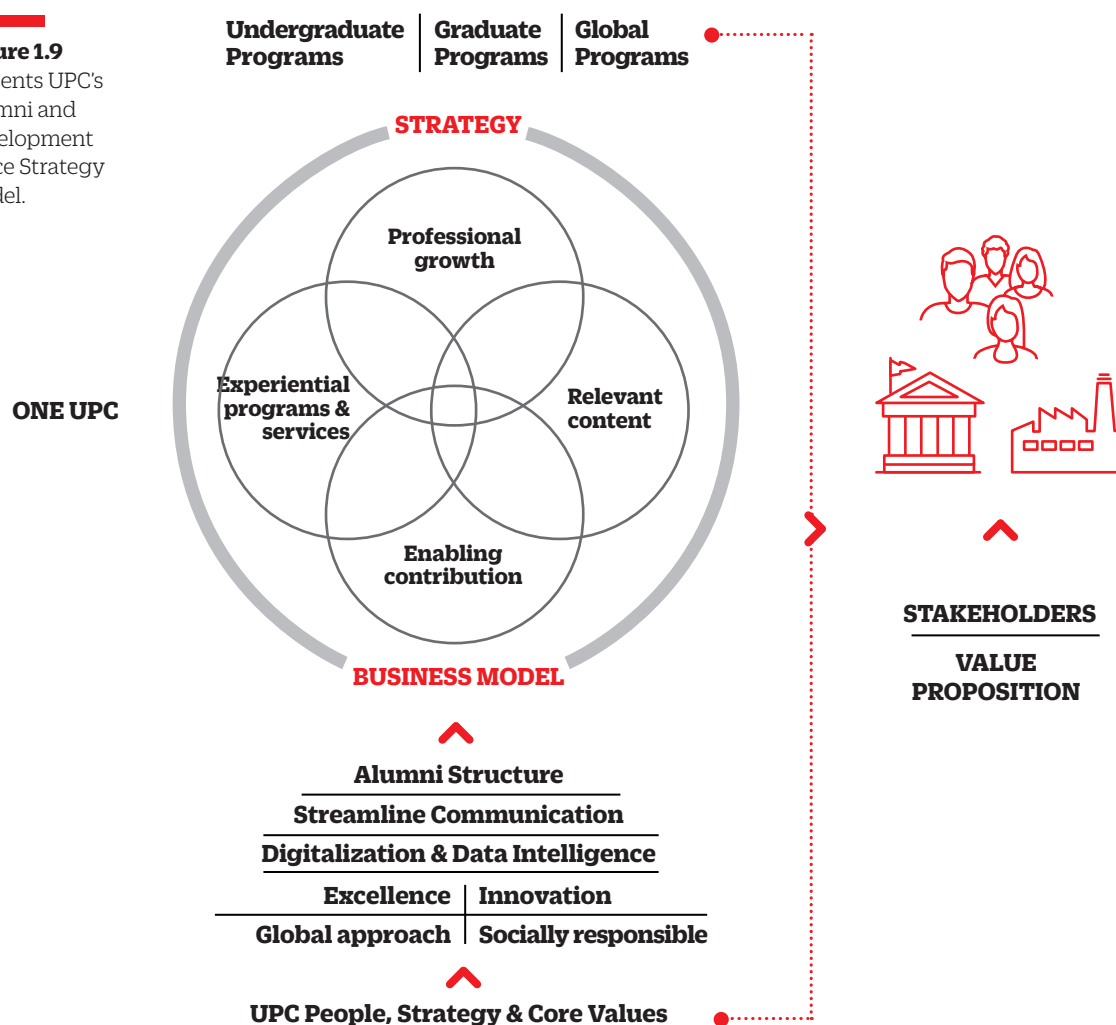 Undergraduate Programs
Graduate Programs
Global Programs
ure 1.9
ents UPC's
mni and
elopment
ce Strategy
del.
STRATEGY
Professional
growth
Experiential
programs &
services
Relevant
content
ONE UPC
Enabling
contribution
BUSINESS MODEL
Alumni Structure
Streamline Communication
Digitalization & Data Intelligence
Excellence
Innovation
Global approach
Socially responsible
UPC People, Strategy & Core Values
STAKEHOLDERS
VALUE
PROPOSITION